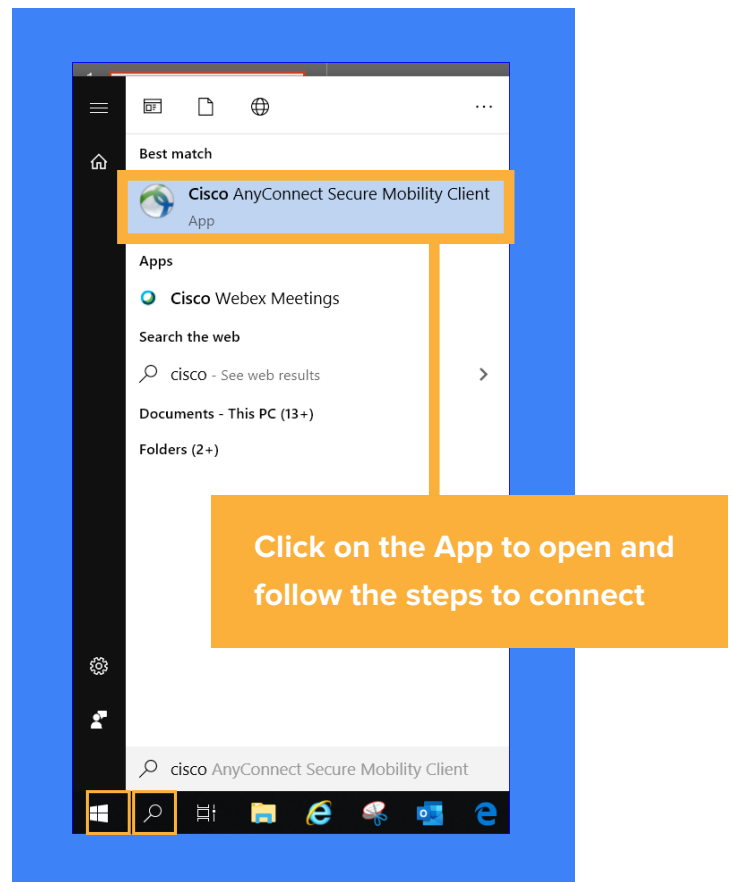 Best match
Cisco AnyConnect Secure Mobility Client
App
Apps
Cisco Webex Meetings
Search the web
cisco - See web results
Documents - This PC (13+)
Folders (2+)
Click on the App to open and
follow the steps to connect
cisco AnyConnect Secure Mobility Client